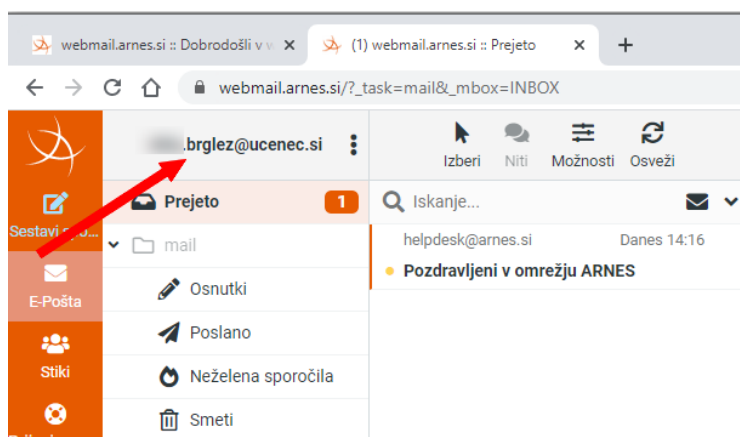 webmail.arnes.si :: Dobrodošli v w
(1) webmail.arnes.si :: Prejeto
webmail.arnes.si/?_task=mail&_mbox=INBOX
.brglez@ucenec.si
Izberi
Niti
Možnosti
Osveži
Sestavi spo...
Prejeto
1
Iskanje...
mail
helpdesk@arnes.si
Danes 14:16
Pozdravljeni v omrežju ARNES
E-Pošta
Osnutki
Poslano
Stiki
Neželena sporočila
Smeti